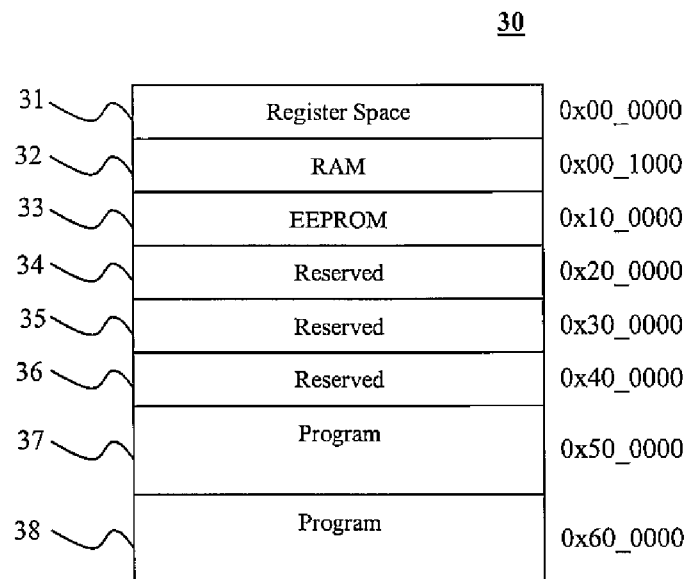 30
31 Register Space 0x00_0000
32 RAM 0x00_1000
33 EEPROM 0x10_0000
34 Reserved 0x20_0000
35 Reserved 0x30_0000
36 Reserved 0x40_0000
37 Program 0x50_0000
38 Program 0x60_0000